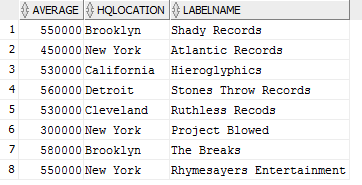 AVERAGE HQLOCATION LABELNAME
1 550000 Brooklyn Shady Records
2 450000 New York Atlantic Records
3 530000 California Hieroglyphics
4 560000 Detroit Stones Throw Records
5 530000 Cleveland Ruthless Recods
6 300000 New York Project Blowed
7 580000 Brooklyn The Breaks
8 550000 New York Rhymesayers Entertainment